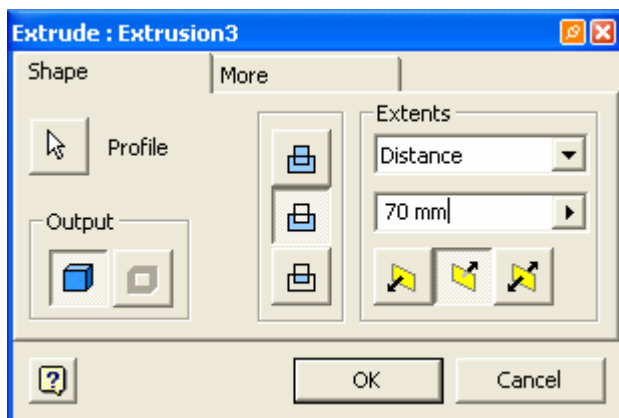 Extrude : Extrusion3
Shape
More
Profile
Output
Extents
Distance
70 mm
?
OK
Cancel